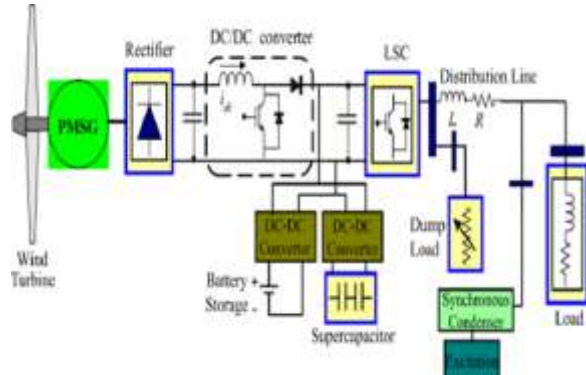 DC/DC converter
Rectifier
LSC
Distribution Line
PMSG
L
R
DC-DC
Converter
DC-DC
Converter
Dump
Load
Wind
Turbine
Battery +
Storage -
Supercapacitor
Synchronous
Condenser
Load
Excitation